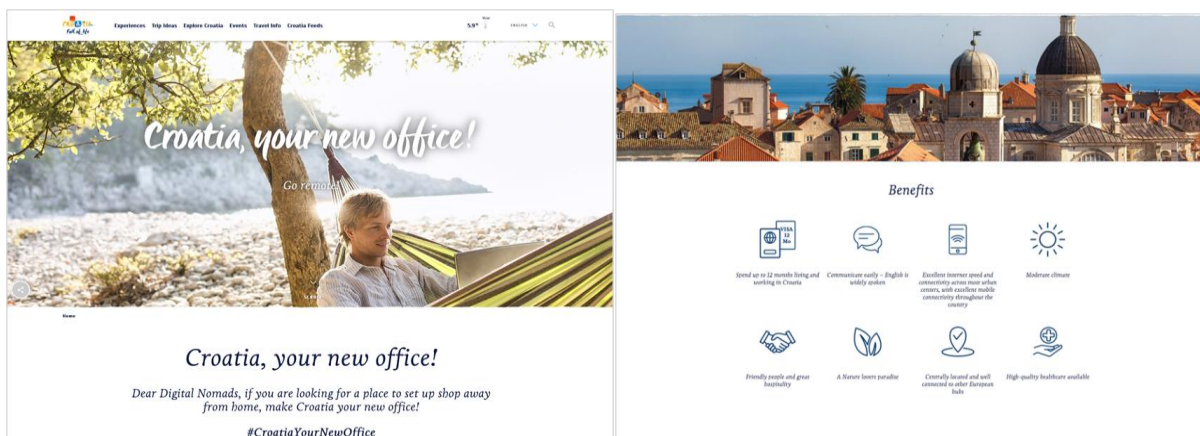 CROATIA
Full of life
Experiences Trip Ideas Explore Croatia Events Travel Info Croatia Feeds
5.9°
ENGLISH
Croatia, your new office!
Go remote!
Home
Croatia, your new office!
Dear Digital Nomads, if you are looking for a place to set up shop away
from home, make Croatia your new office!
#CroatiaYourNewOffice
Benefits
VISA
12
Mo
Spend up to 12 months living and
working in Croatia
Communicate easily – English is
widely spoken
Excellent internet speed and
connectivity across most urban
centers, with excellent mobile
connectivity throughout the
country
Moderate climate
Friendly people and great
hospitality
A Nature lovers paradise
Centrally located and well
connected to other European
hubs
High-quality healthcare available